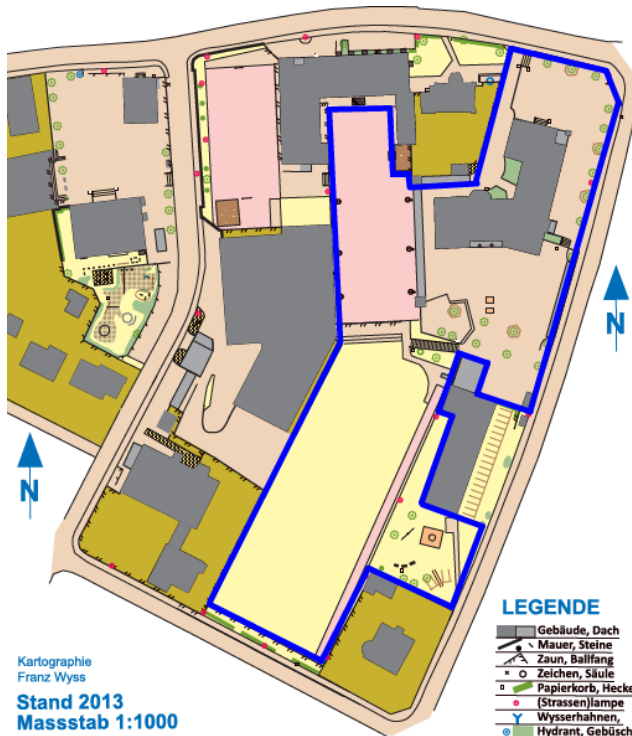 N
N
Kartographie
Franz Wyss
Stand 2013
Massstab 1:1000
LEGENDE
Gebäude, Dach
Mauer, Steine
Zaun, Ballfang
Zeichen, Säule
Papierkorb, Hecke
(Strassen)lampe
Wysserhahnen,
Hydrant, Gebüsch